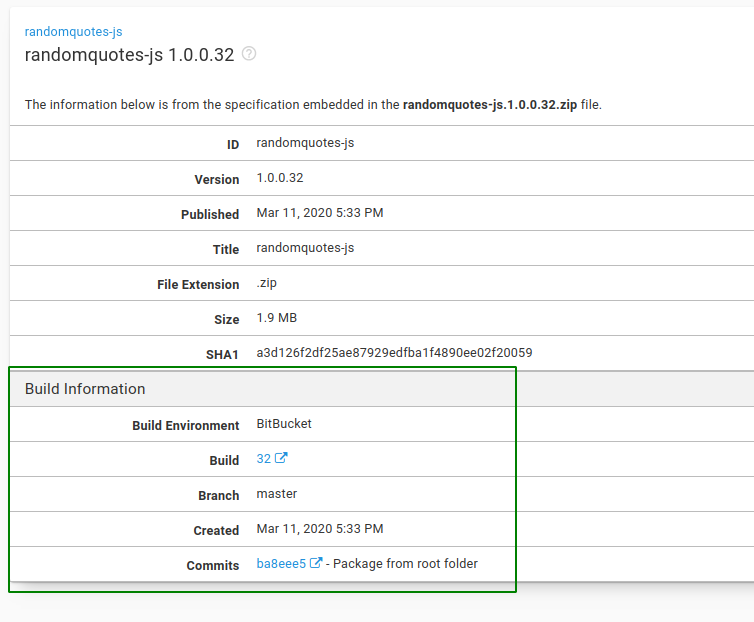 randomquotes-js
randomquotes-js 1.0.0.32 ?
The information below is from the specification embedded in the randomquotes-js.1.0.0.32.zip file.
ID randomquotes-js
Version 1.0.0.32
Published Mar 11, 2020 5:33 PM
Title randomquotes-js
File Extension .zip
Size 1.9 MB
SHA1 a3d126f2df25ae87929edfba1f4890ee02f20059
Build Information
Build Environment BitBucket
Build 32
Branch master
Created Mar 11, 2020 5:33 PM
Commits ba8eee5 - Package from root folder